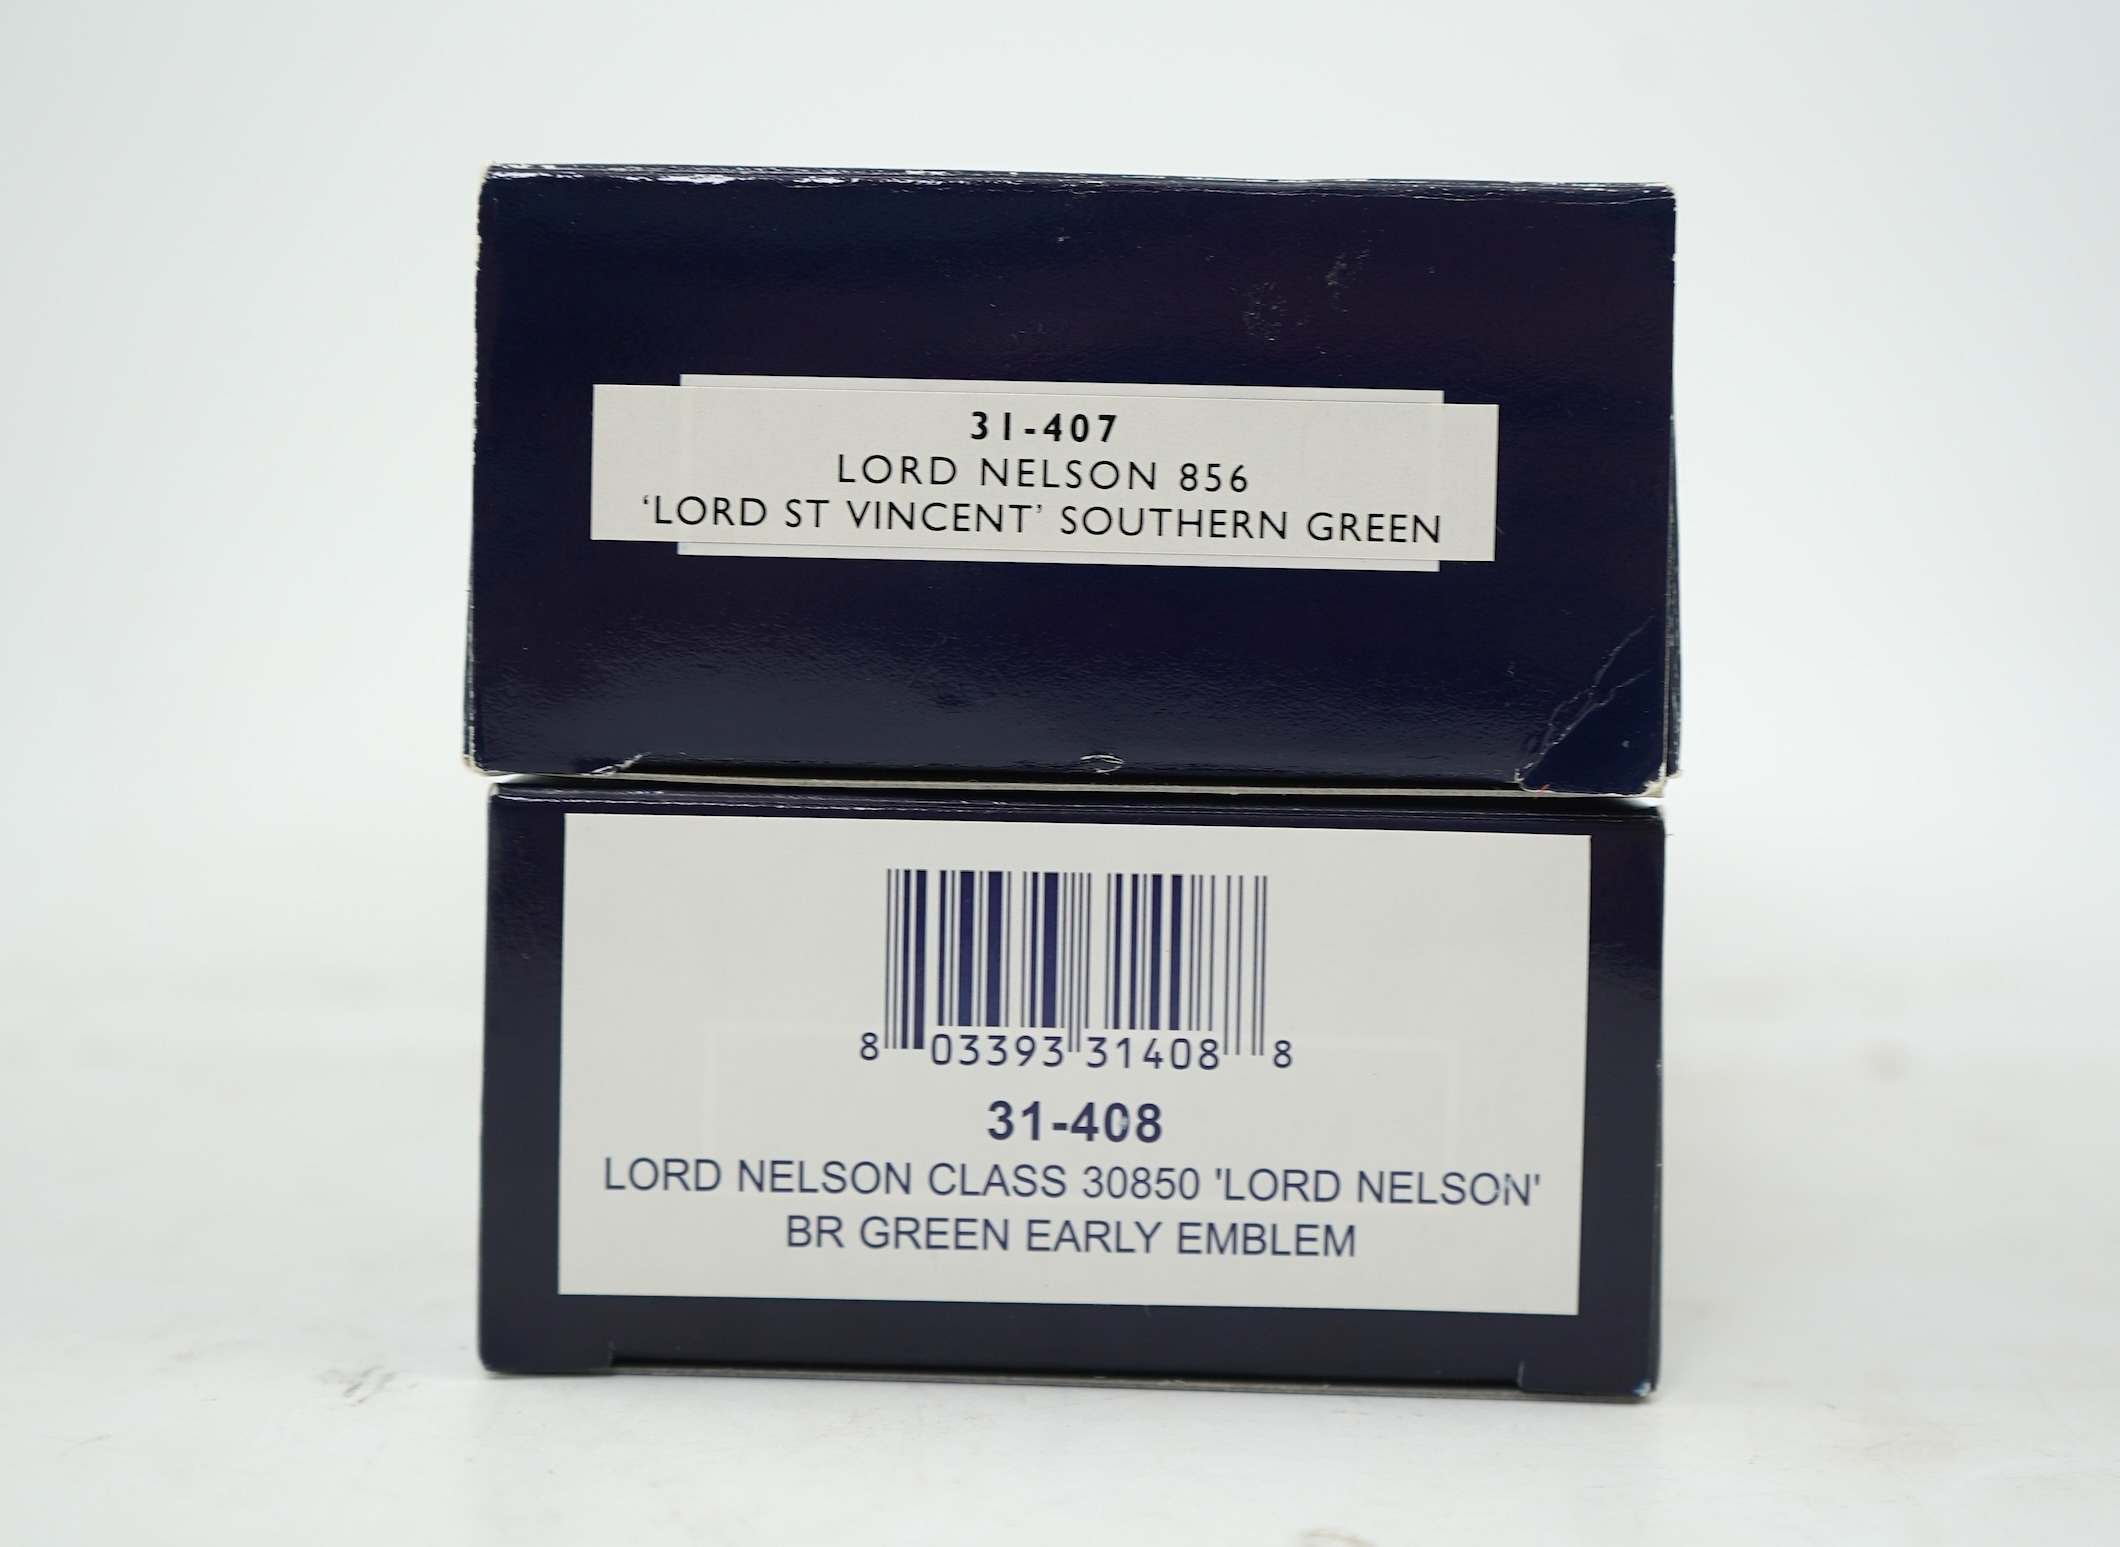 31-407
LORD NELSON 856
‘LORD ST VINCENT’ SOUTHERN GREEN
8 03393 31408 8
31-408
LORD NELSON CLASS 30850 'LORD NELSON'
BR GREEN EARLY EMBLEM